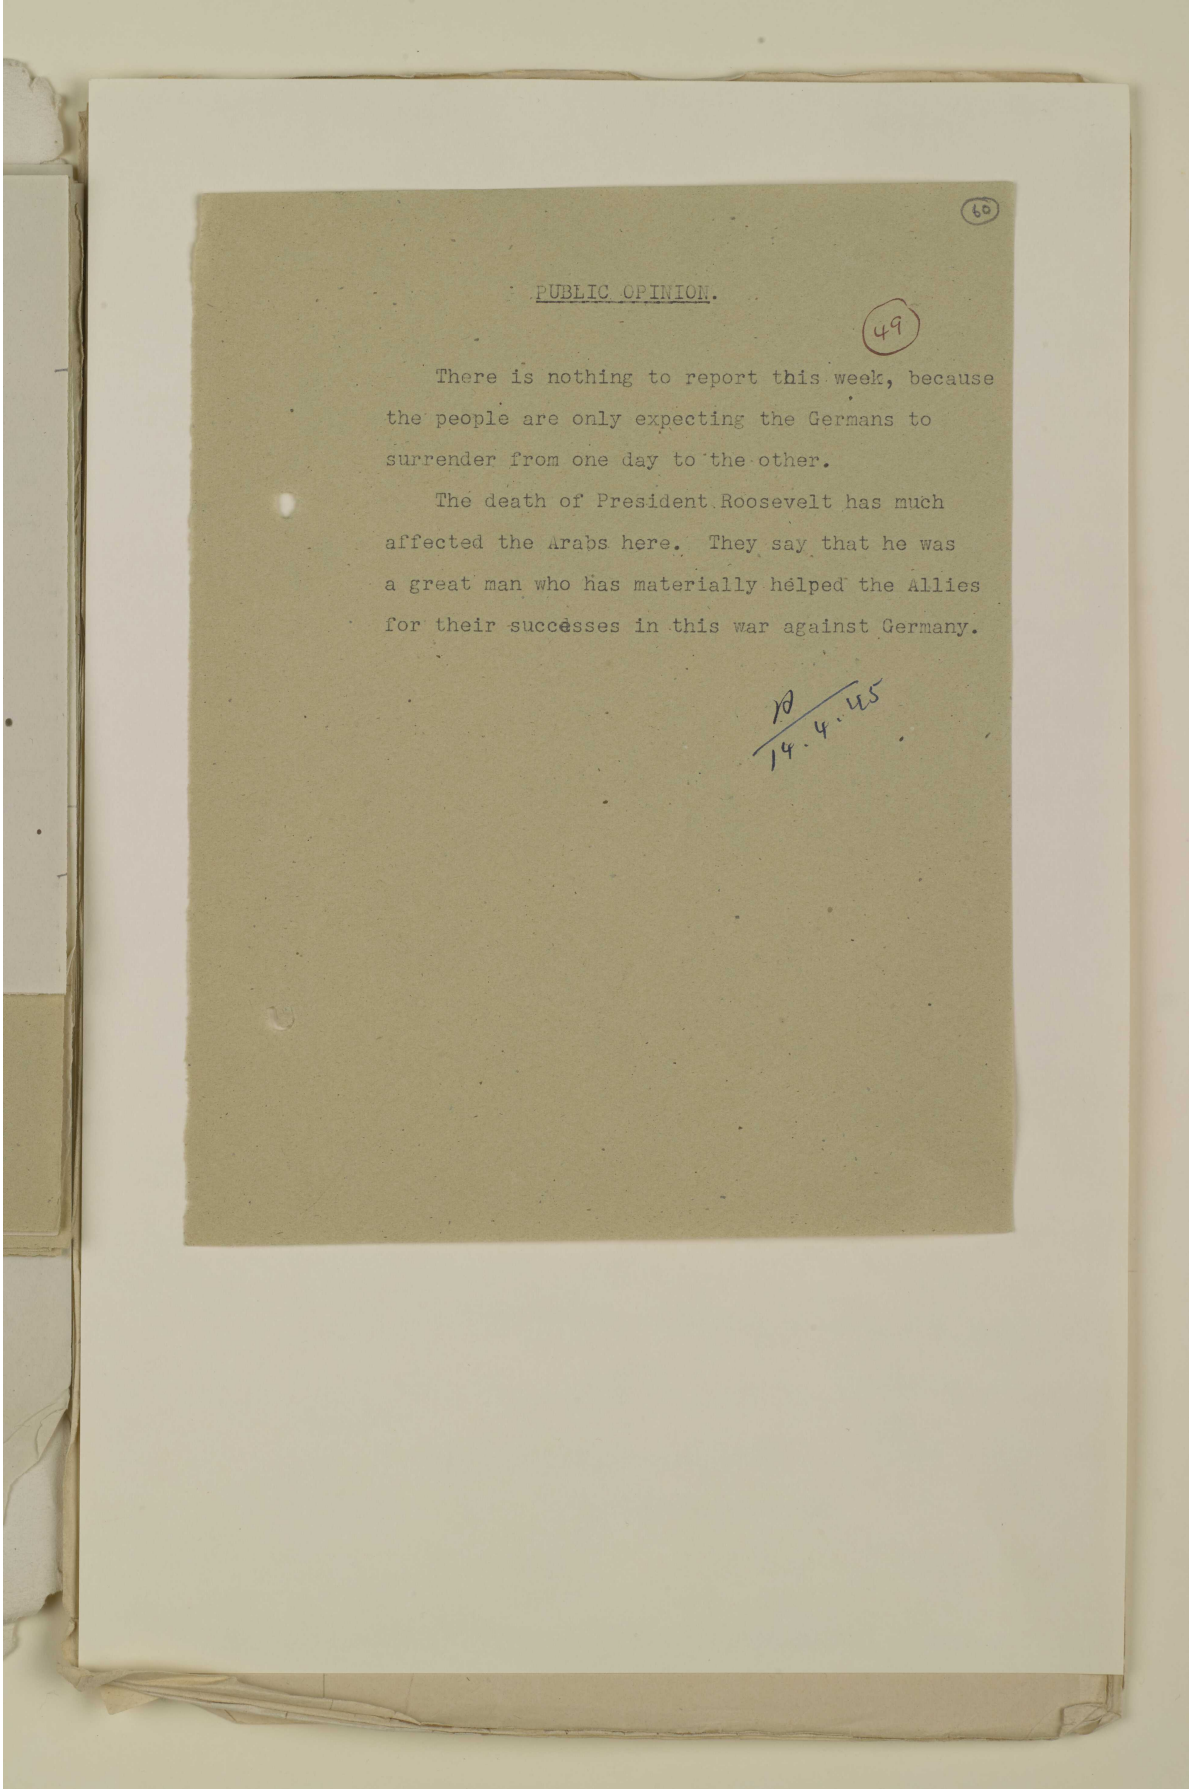 60
PUBLIC OPINION.
49
There is nothing to report this week, because
the people are only expecting the Germans to
surrender from one day to the other.
The death of President Roosevelt has much
affected the Arabs here. They say that he was
a great man who has materially helped the Allies
for their successes in this war against Germany.
14.4.45